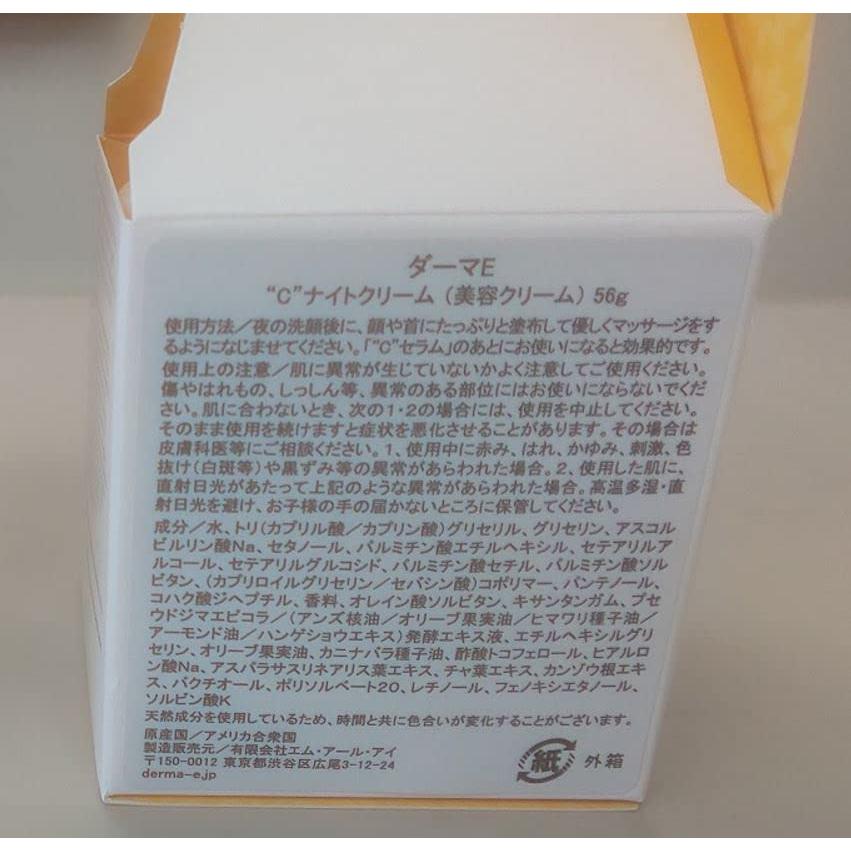 ダーマE
“C”ナイトクリーム（美容クリーム）56g
使用方法／夜の洗顔後に、顔や首にたっぷりと塗布して優しくマッサージをす
るようになじませてください。「“C”セラム」のあとにお使いになると効果的です。
使用上の注意／肌に異常が生じていないかよく注意してご使用ください。
傷やはれもの、しっしん等、異常のある部位にはお使いにならないでくだ
さい。肌に合わないとき、次の1・2の場合には、使用を中止してください。
そのまま使用を続けますと症状を悪化させることがあります。その場合は
皮膚科医等にご相談ください。1、使用中に赤み、はれ、かゆみ、刺激、色
抜け（白斑等）や黒ずみ等の異常があらわれた場合。2、使用した肌に、
直射日光があたって上記のような異常があらわれた場合。高温多湿・直
射日光を避け、お子様の手の届かないところに保管してください。
成分／水、トリ（カプリル酸／カプリン酸）グリセリル、グリセリン、アスコル
ビルリン酸Na、セタノール、パルミチン酸エチルヘキシル、セテアリルア
ルコール、セテアリルグルコシド、パルミチン酸セチル、パルミチン酸ソル
ビタン、（カプリロイルグリセリン／セバシン酸）コポリマー、パンテノール、
コハク酸ジヘプチル、香料、オレイン酸ソルビタン、キサンタンガム、プセ
ウドジマエピコラ／（アンズ核油／オリーブ果実油／ヒマワリ種子油／
アーモンド油／ハンゲショウエキス）発酵エキス液、エチルヘキシルグリ
セリン、オリーブ果実油、カニナバラ種子油、酢酸トコフェロール、ヒアルロ
ン酸Na、アスパラサスリネアリス葉エキス、チャ葉エキス、カンゾウ根エキ
ス、バクチオール、ポリソルベート20、レチノール、フェノキシエタノール、
ソルビン酸K
天然成分を使用しているため、時間と共に色合いが変化することがございます。
原産国／アメリカ合衆国
製造販売元／有限会社エム・アール・アイ
〒150-0012 東京都渋谷区広尾3-12-24
derma-e.jp
紙 外箱